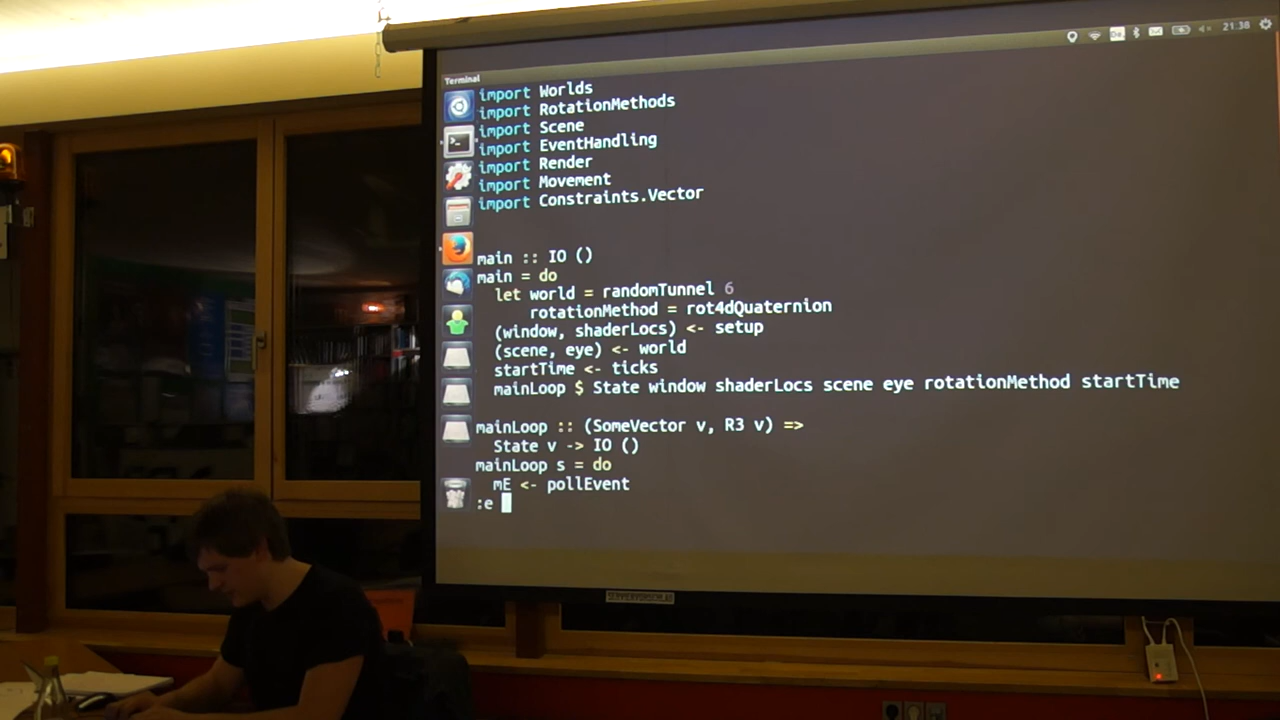 21.38
Terminal
import Worlds
import RotationMethods
import Scene
import EventHandling
import Render
import Movement
import Constraints.Vector
main :: IO ()
main = do
let world = randomTunnel 6
rotationMethod = rot4dQuaternion
(window, shaderLocs) <- setup
(scene, eye) <- world
startTime <- ticks
mainLoop $ State window shaderLocs scene eye rotationMethod startTime
mainLoop :: (SomeVector v, R3 v) =>
State v -> IO ()
mainLoop s = do
mE <- pollEvent
:e